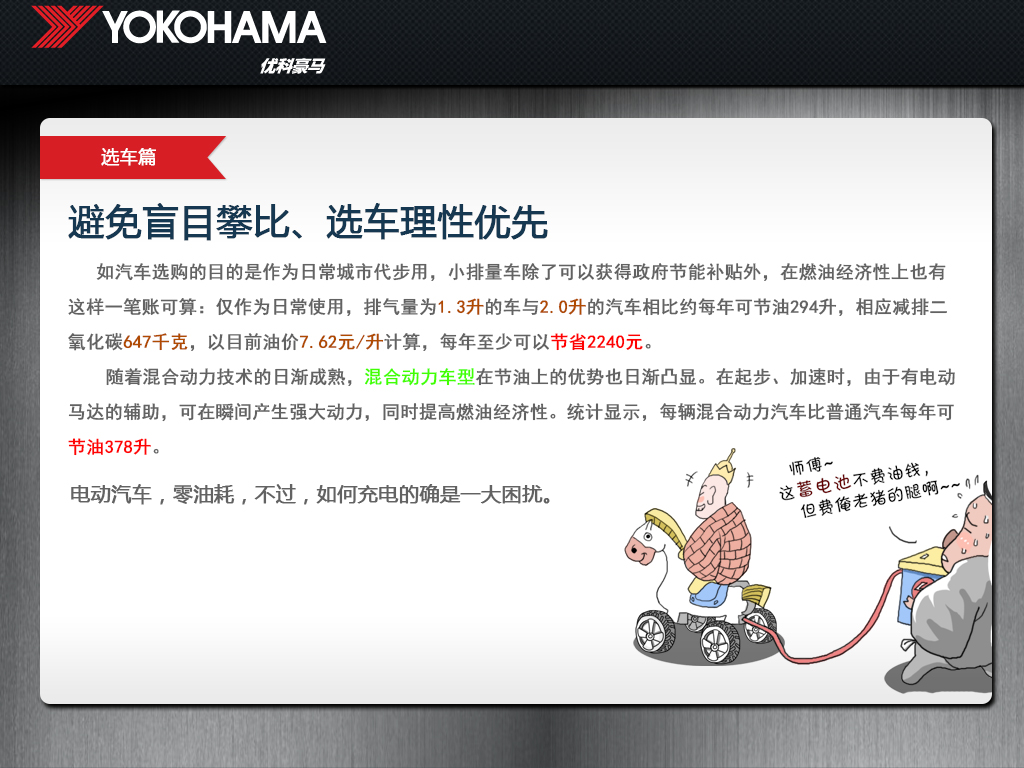 YOKOHAMA
优科豪马
选车篇
避免盲目攀比、选车理性优先
如汽车选购的目的是作为日常城市代步用，小排量车除了可以获得政府节能补贴外，在燃油经济性上也有
这样一笔账可算：仅作为日常使用，排气量为1.3升的车与2.0升的汽车相比约每年可节油294升，相应减排二
氧化碳647千克，以目前油价7.62元/升计算，每年至少可以节省2240元。
随着混合动力技术的日渐成熟，混合动力车型在节油上的优势也日渐凸显。在起步、加速时，由于有电动
马达的辅助，可在瞬间产生强大动力，同时提高燃油经济性。统计显示，每辆混合动力汽车比普通汽车每年可
节油378升。
电动汽车，零油耗，不过，如何充电的确是一大困扰。
师傅~
这蓄电池不费油钱，
但费俺老猪的腿啊~~